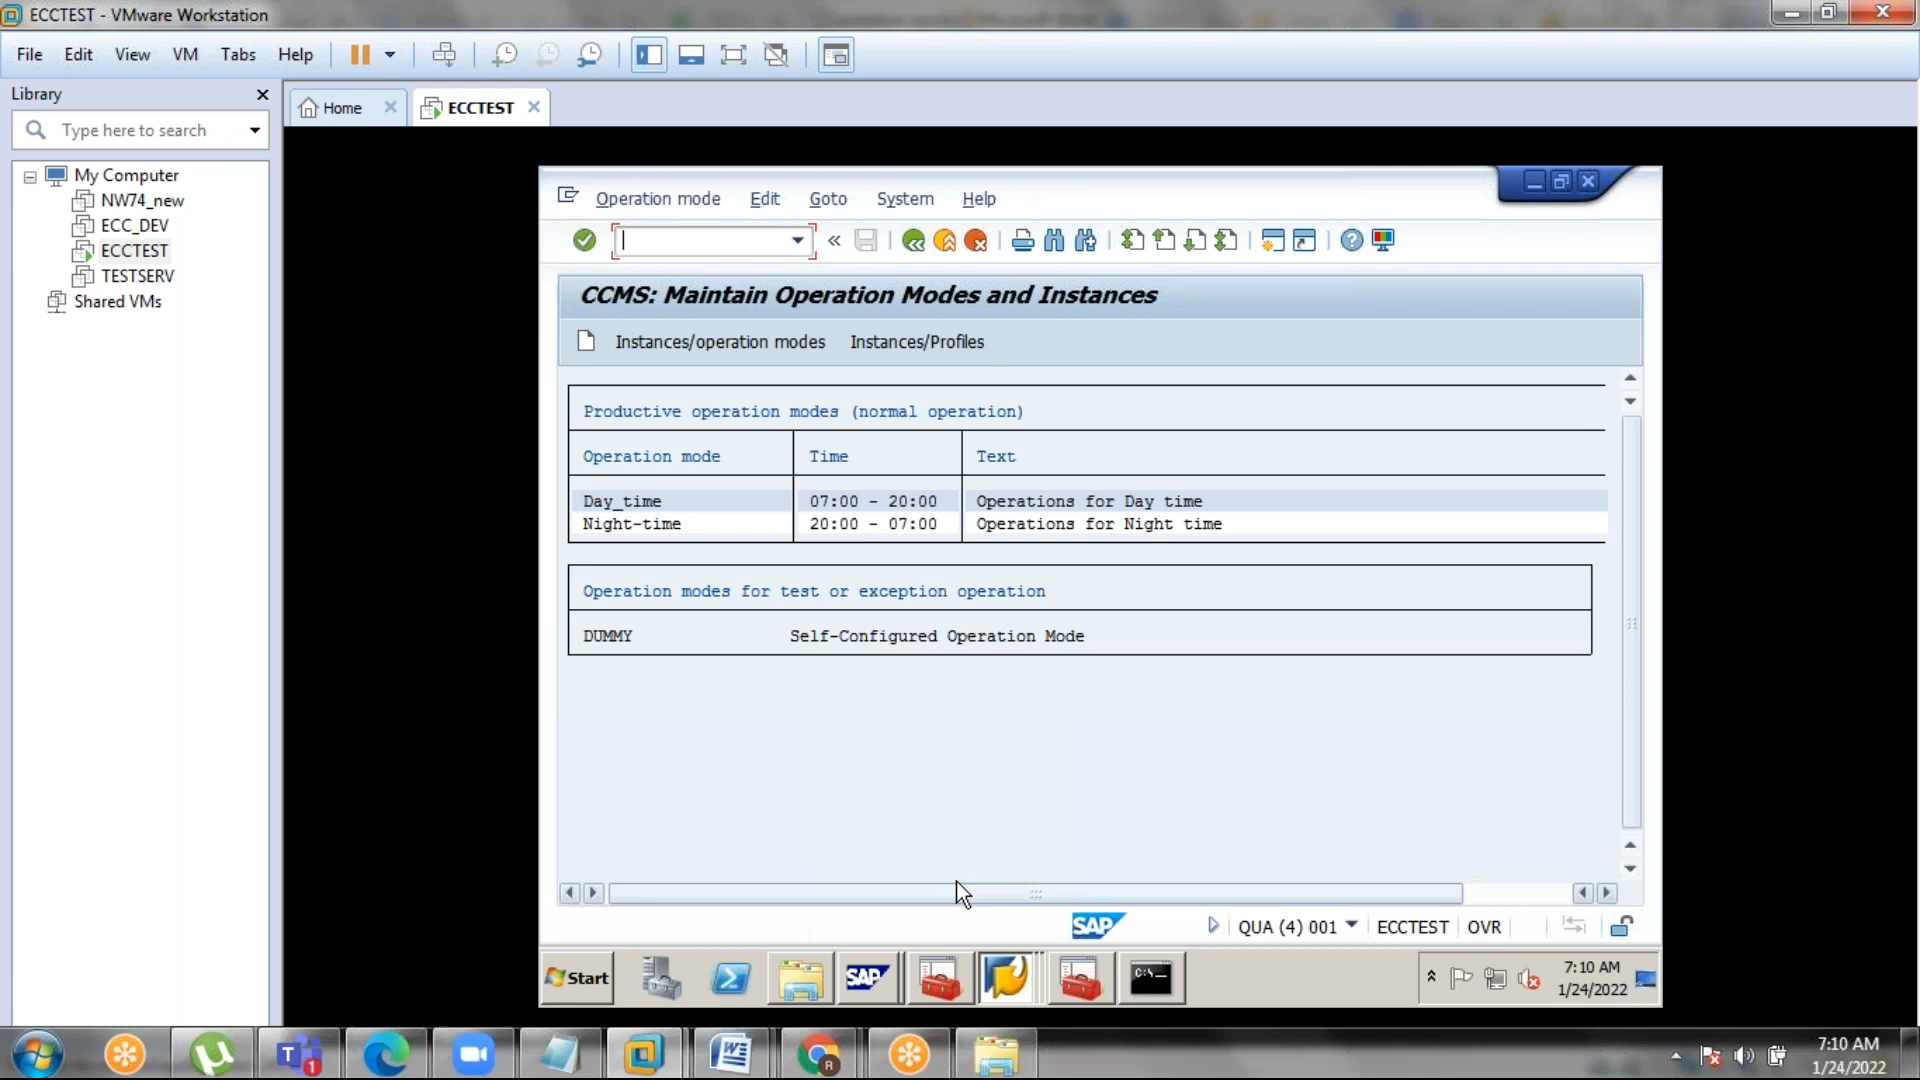 ECCTEST - VMware Workstation
File Edit View VM Tabs Help
Library
Home
ECCTEST
Type here to search
My Computer
NW74_new
ECC_DEV
ECCTEST
TESTSERV
Shared VMs
Operation mode Edit Goto System Help
CCMS: Maintain Operation Modes and Instances
Instances/operation modes Instances/Profiles
Productive operation modes (normal operation)
Operation mode Time Text
Day_time 07:00 - 20:00 Operations for Day time
Night-time 20:00 - 07:00 Operations for Night time
Operation modes for test or exception operation
DUMMY Self-Configured Operation Mode
SAP QUA (4) 001 ECCTEST OVR
Start SAP C:\_ 7:10 AM
1/24/2022
T 1 W R 7:10 AM
1/24/2022